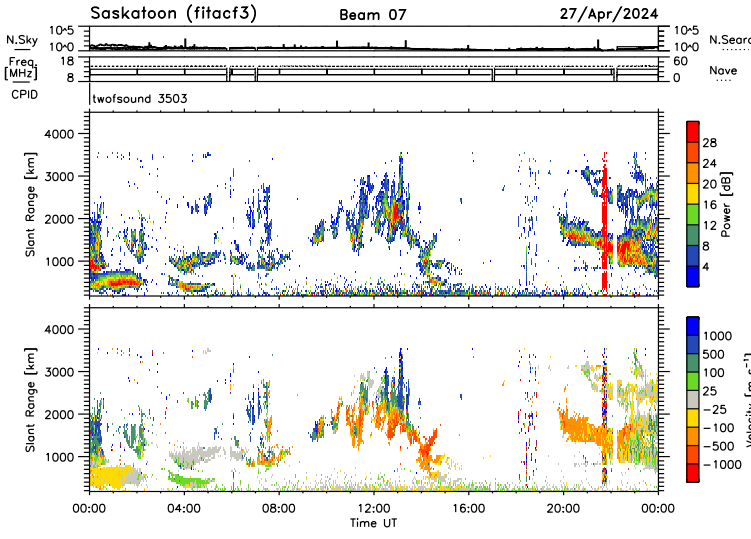 Saskatoon (fitacf3) Beam 07 27/Apr/2024
N.Sky 10^5 10^0 10^5 10^0 N.Searc
Freq. [MHz] 18 8 60 0 Nave
CPID twofsound 3503
Slant Range [km] 4000 3000 2000 1000
Power [dB] 28 24 20 16 12 8 4
Slant Range [km] 4000 3000 2000 1000
Velocity [m s^-1] 1000 500 100 25 -25 -100 -500 -1000
00:00 04:00 08:00 12:00 16:00 20:00 00:00
Time UT